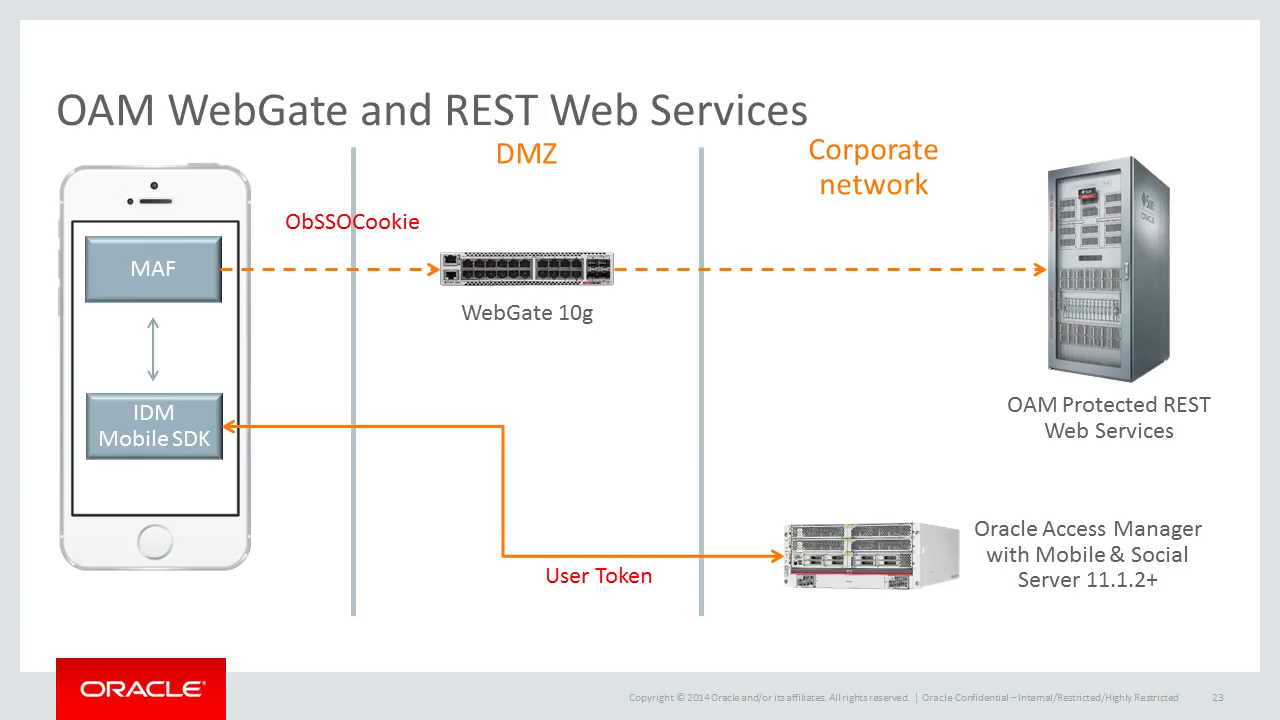 OAM WebGate and REST Web Services
DMZ
Corporate
network
ObSSOCookie
MAF
WebGate 10g
IDM
Mobile SDK
OAM Protected REST
Web Services
Oracle Access Manager
with Mobile & Social
Server 11.1.2+
User Token
ORACLE®
Copyright © 2014 Oracle and/or its affiliates. All rights reserved. | Oracle Confidential – Internal/Restricted/Highly Restricted 23